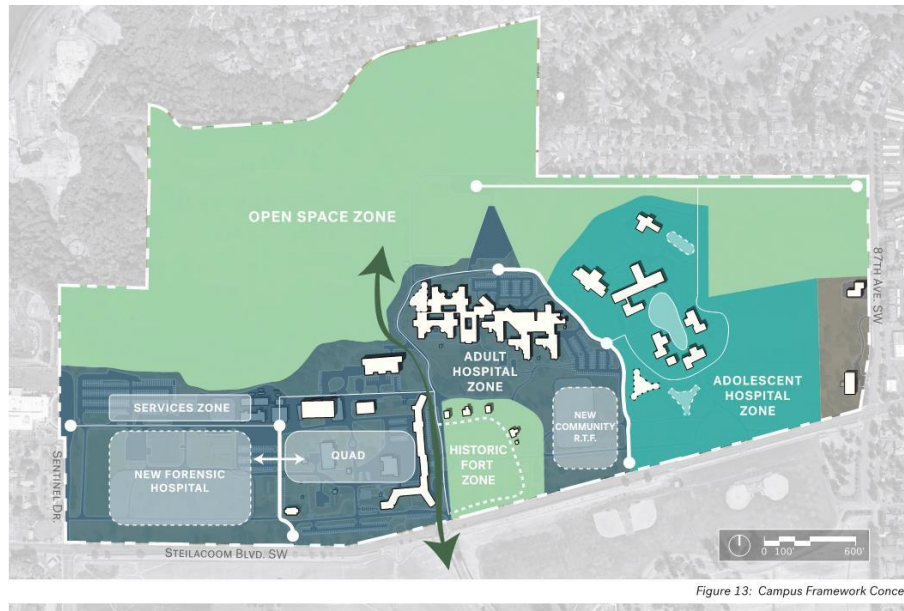 OPEN SPACE ZONE
87TH AVE. SW
ADULT
HOSPITAL
ZONE
ADOLESCENT
HOSPITAL
ZONE
SERVICES ZONE
NEW
COMMUNITY
R.T.F.
QUAD
HISTORIC
FORT
ZONE
NEW FORENSIC
HOSPITAL
SENTINEL DR.
STEILACOOM BLVD. SW
0 100' 600'
Figure 13: Campus Framework Conce